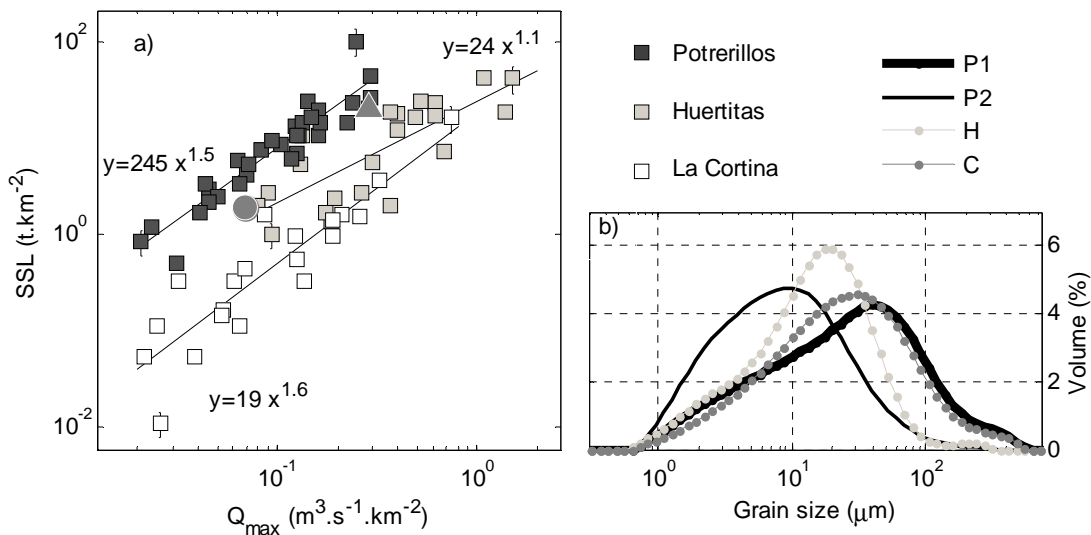 a)
y=24 x^1.1
y=245 x^1.5
y=19 x^1.6
10^2
10^0
10^-2
SSL (t.km^-2)
10^-1
10^0
Q_max (m^3.s^-1.km^-2)
Potrerillos
Huertitas
La Cortina
P1
P2
H
C
b)
6
4
2
0
Volume (%)
10^0
10^1
10^2
Grain size (μm)